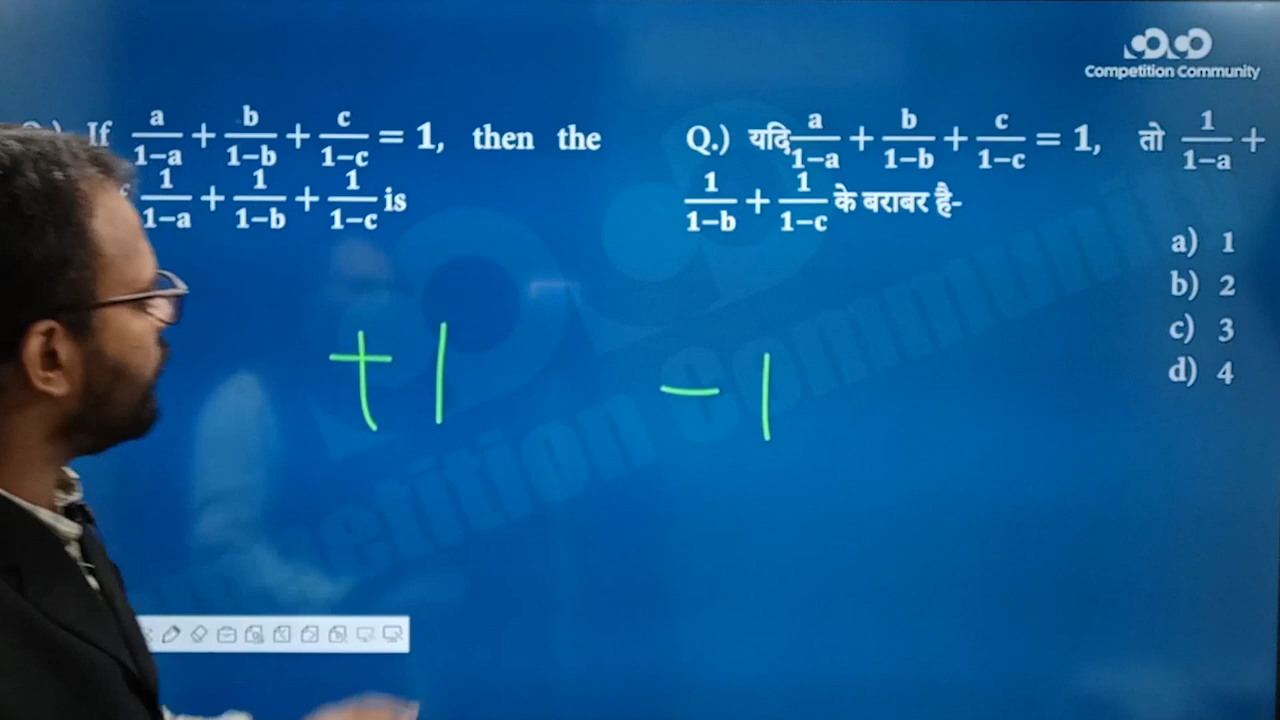 Competition Community
If a/1-a + b/1-b + c/1-c = 1, then the
1/1-a + 1/1-b + 1/1-c is
Q.) यदि a/1-a + b/1-b + c/1-c = 1, तो 1/1-a +
1/1-b + 1/1-c के बराबर है-
a) 1
b) 2
c) 3
d) 4
+1 -1